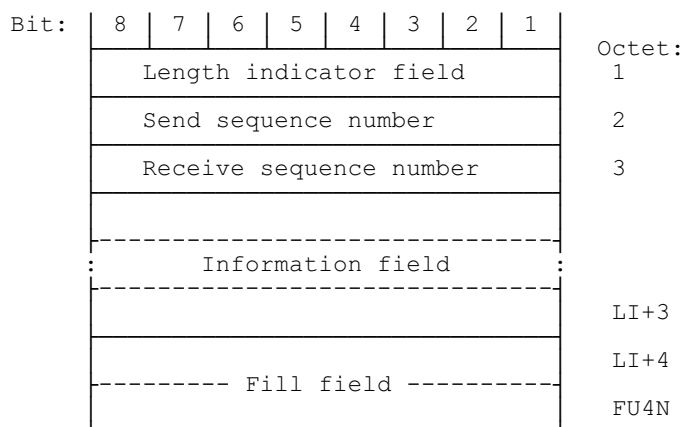 Bit: 8 7 6 5 4 3 2 1
Octet:
Length indicator field 1
Send sequence number 2
Receive sequence number 3
Information field
LI+3
LI+4
Fill field
FU4N